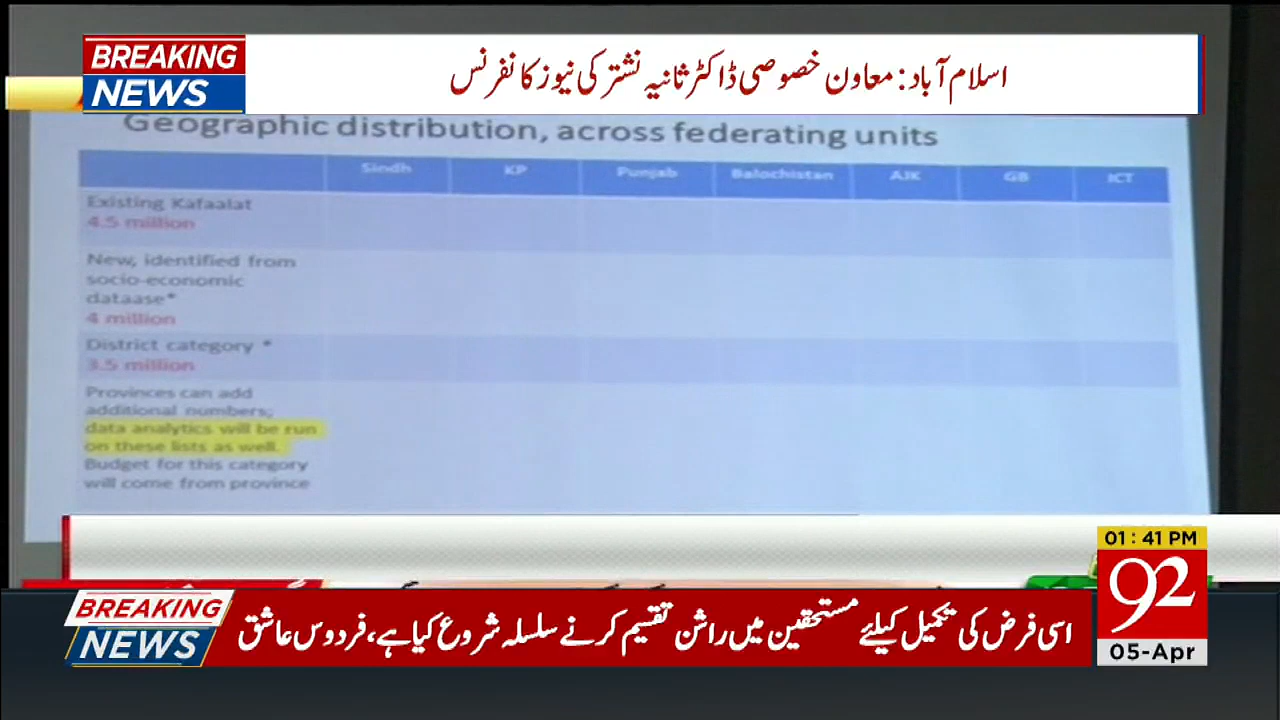 BREAKING
NEWS
اسلام آباد: معاون خصوصی ڈاکٹر ثانیہ نشتر کی نیوز کانفرنس
Geographic distribution, across federating units
Sindh KP Punjab Balochistan AJK GB ICT
Existing Kafaalat
4.5 million
New, identified from
socio-economic
dataase*
4 million
District category *
3.5 million
Provinces can add
additional numbers;
data analytics will be run
on these lists as well.
Budget for this category
will come from province
01:41 PM
92
05-Apr
BREAKING
NEWS
اسی فرض کی تکمیل کیلئے مستحقین میں راشن تقسیم کرنے سلسلہ شروع کیا ہے، فردوس عاشق